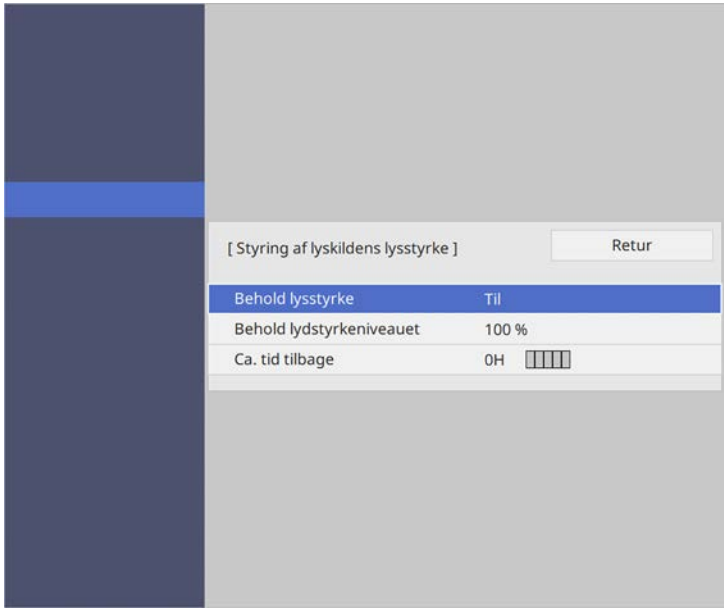 [ Styring af lyskildens lysstyrke ] Retur
Behold lysstyrke Til
Behold lydstyrkeniveauet 100 %
Ca. tid tilbage 0H